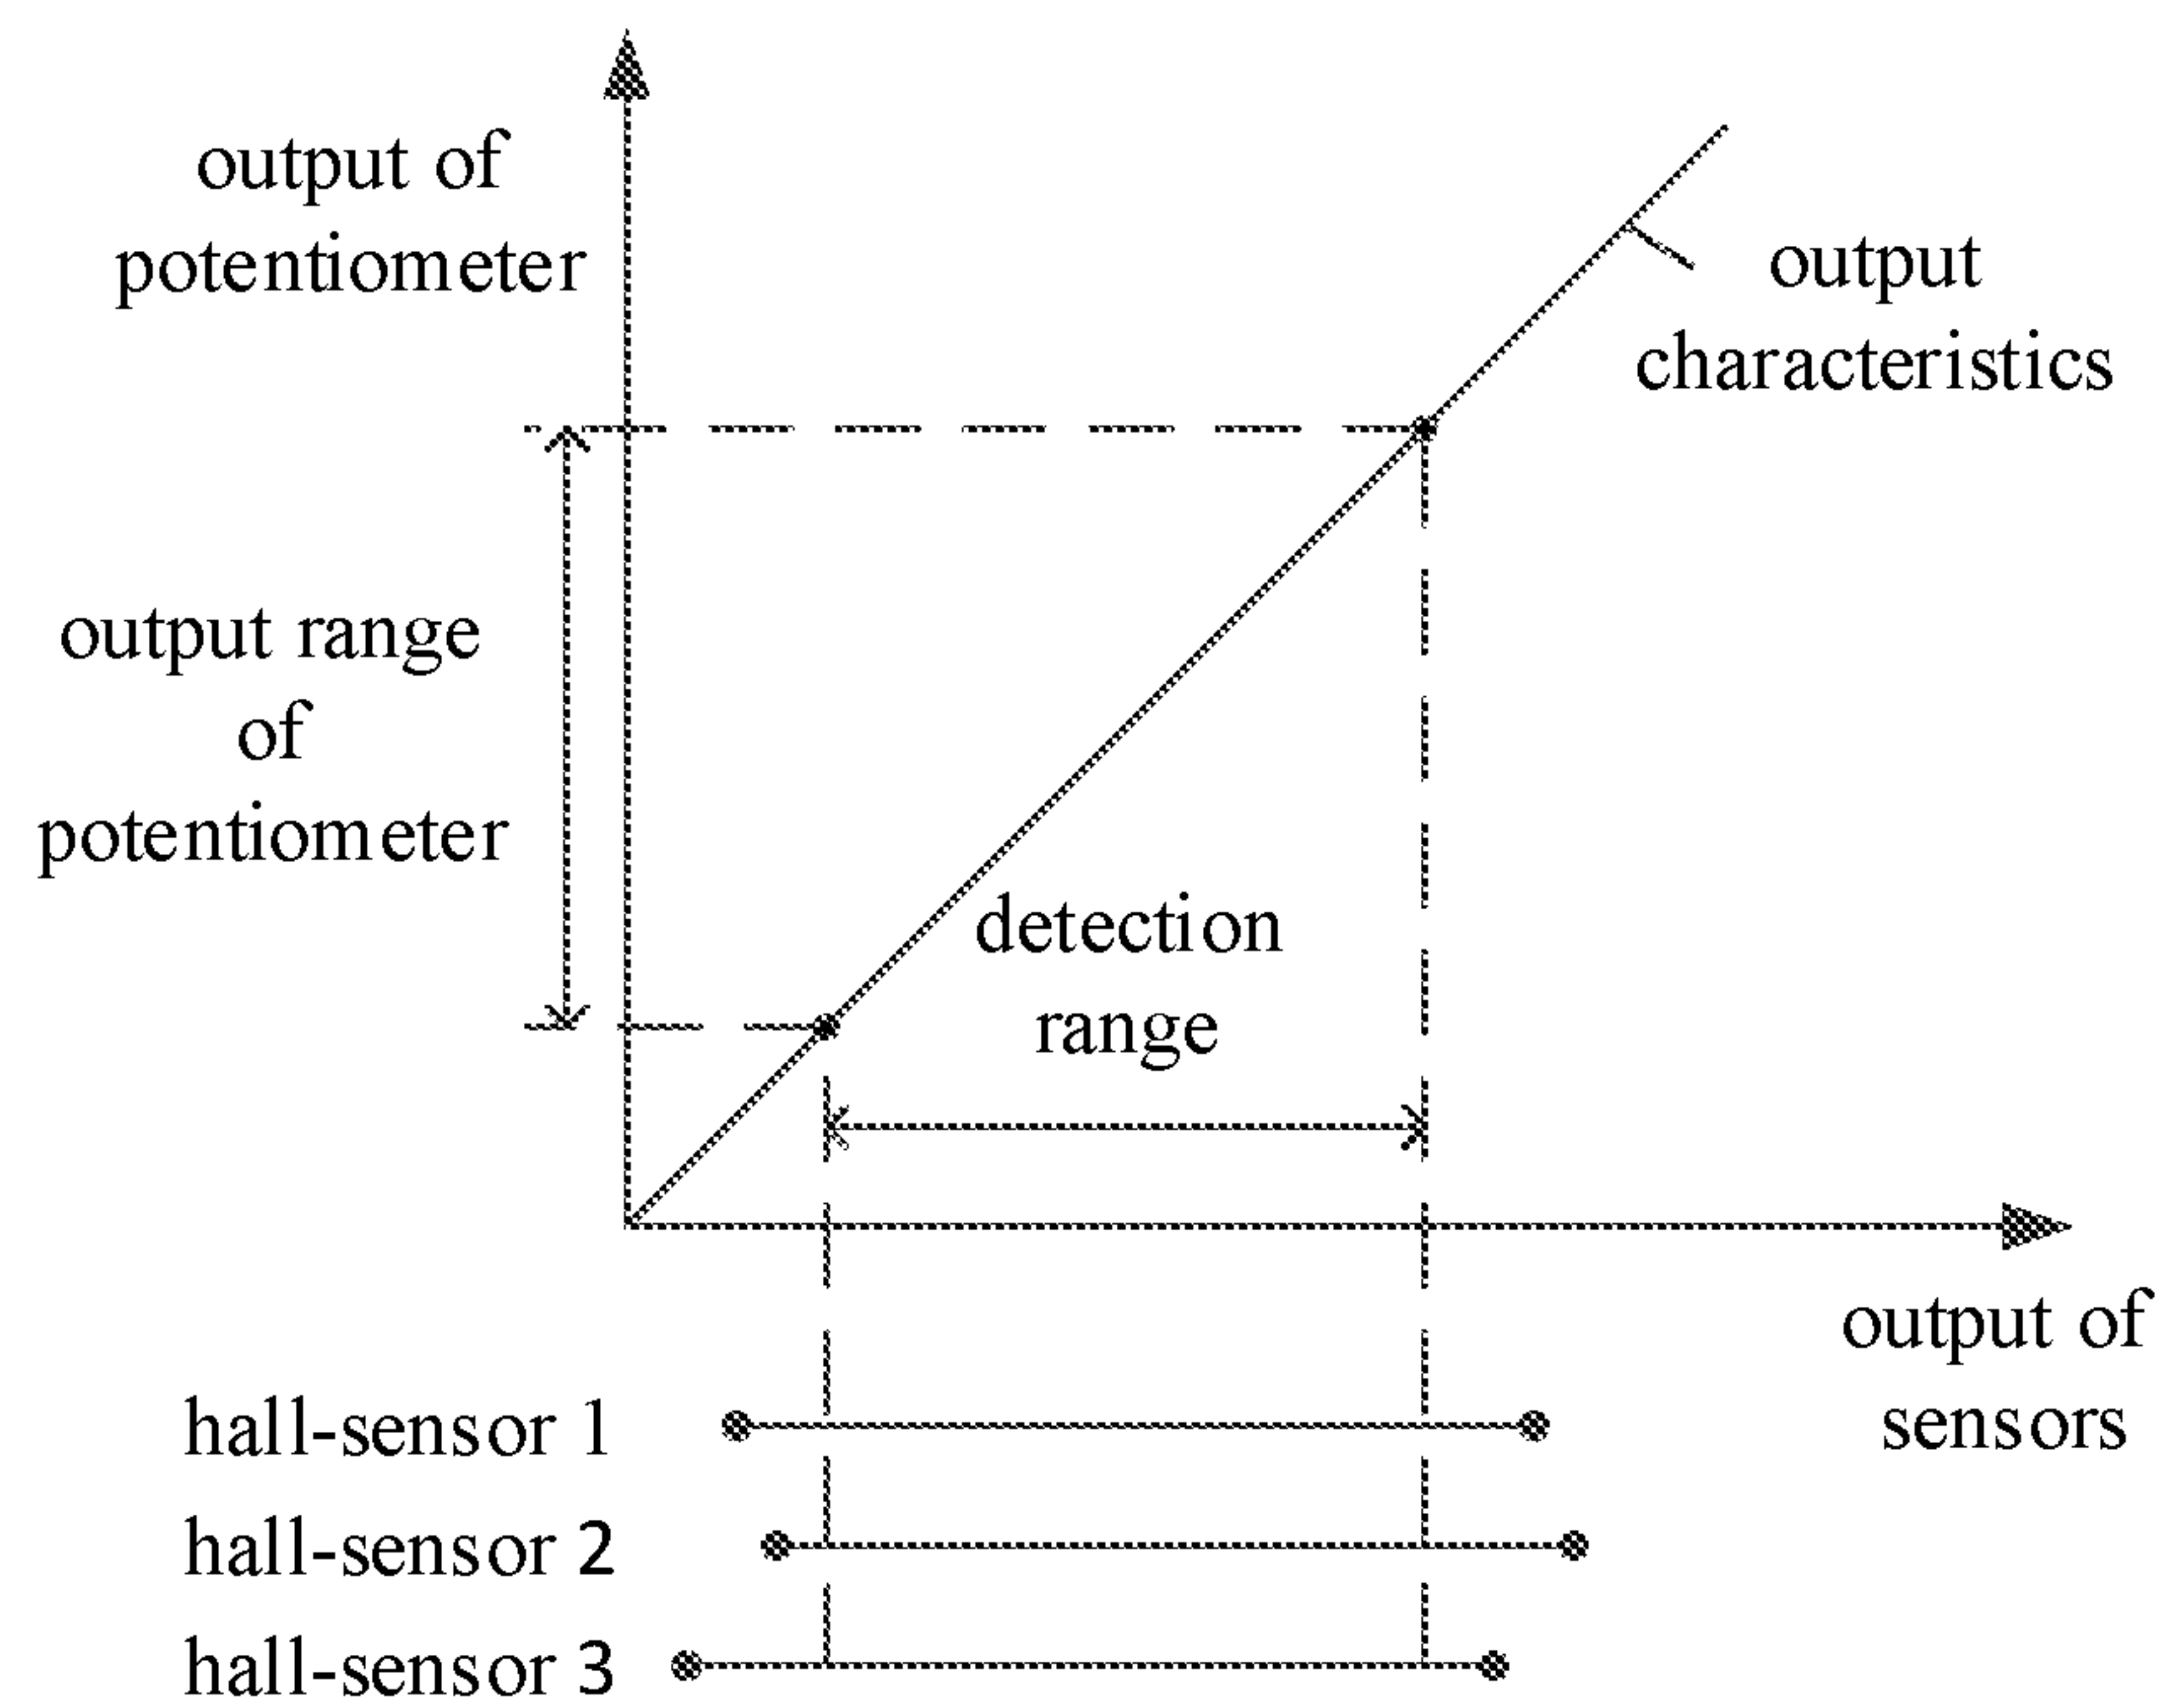 output of
potentiometer
output
characteristics
output range
of
potentiometer
detection
range
output of
sensors
hall-sensor 1
hall-sensor 2
hall-sensor 3